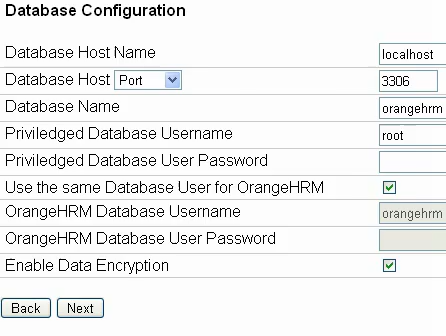 Database Configuration
Database Host Name localhost
Database Host Port 3306
Database Name orangehrm
Priviledged Database Username root
Priviledged Database User Password
Use the same Database User for OrangeHRM
OrangeHRM Database Username orangehrm
OrangeHRM Database User Password
Enable Data Encryption
Back Next